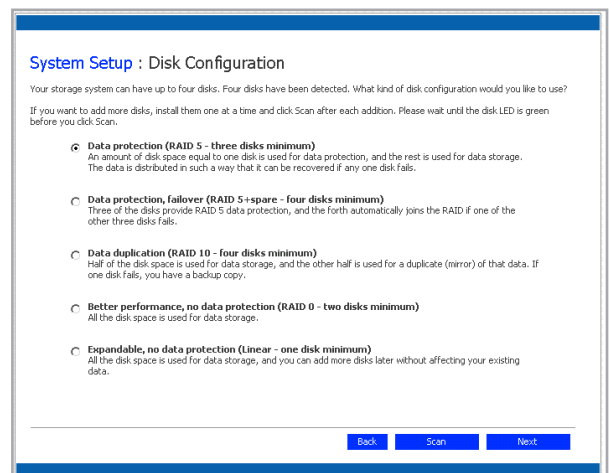 System Setup : Disk Configuration
Your storage system can have up to four disks. Four disks have been detected. What kind of disk configuration would you like to use?
If you want to add more disks, install them one at a time and click Scan after each addition. Please wait until the disk LED is green
before you click Scan.
Data protection (RAID 5 - three disks minimum)
An amount of disk space equal to one disk is used for data protection, and the rest is used for data storage.
The data is distributed in such a way that it can be recovered if any one disk fails.
Data protection, failover (RAID 5+spare - four disks minimum)
Three of the disks provide RAID 5 data protection, and the forth automatically joins the RAID if one of the
other three disks fails.
Data duplication (RAID 10 - four disks minimum)
Half of the disk space is used for data storage, and the other half is used for a duplicate (mirror) of that data. If
one disk fails, you have a backup copy.
Better performance, no data protection (RAID 0 - two disks minimum)
All the disk space is used for data storage.
Expandable, no data protection (Linear - one disk minimum)
All the disk space is used for data storage, and you can add more disks later without affecting your existing
data.
Back Scan Next